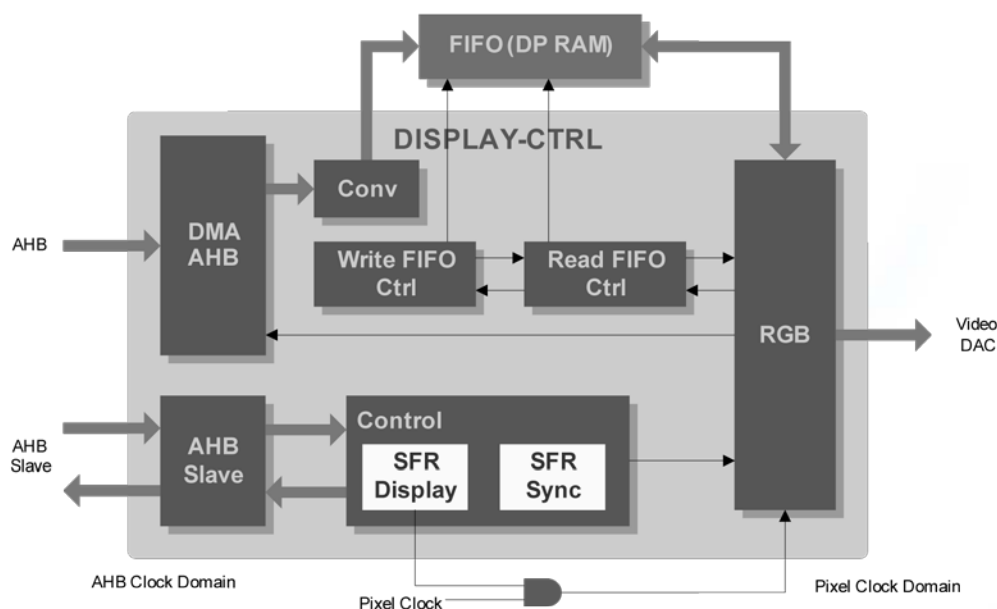 FIFO (DP RAM)
DISPLAY-CTRL
Conv
DMA
AHB
AHB
Write FIFO
Ctrl
Read FIFO
Ctrl
RGB
Video
DAC
AHB
Slave
AHB
Slave
Control
SFR
Display
SFR
Sync
AHB Clock Domain
Pixel Clock
Pixel Clock Domain